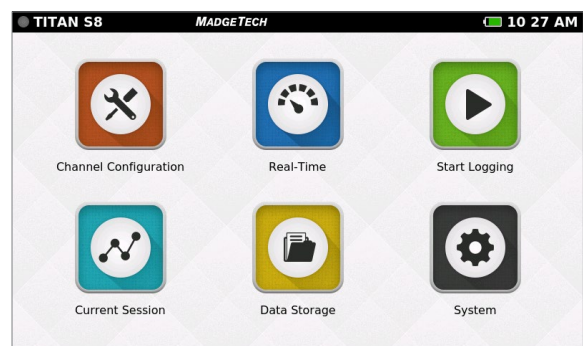 TITAN S8 MADGETECH 10 27 AM
Channel Configuration Real-Time Start Logging
Current Session Data Storage System